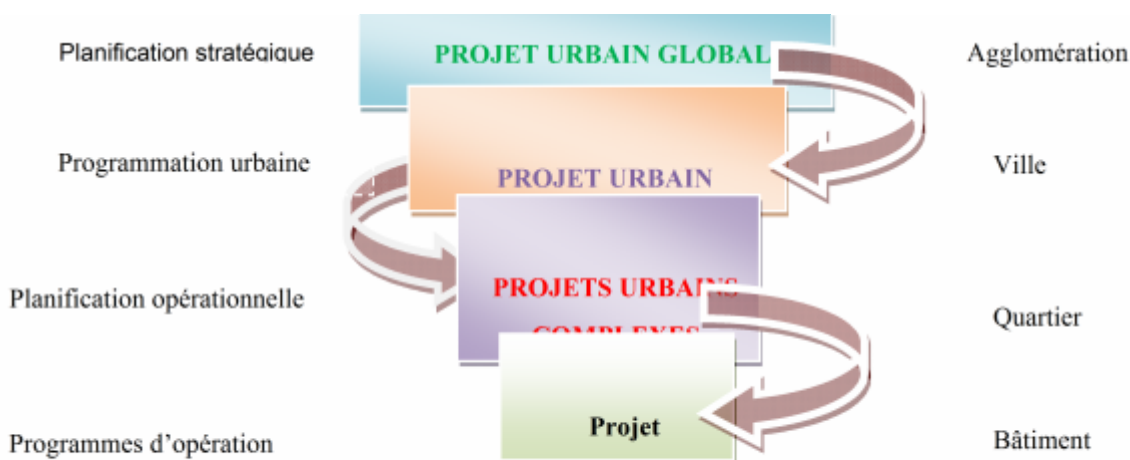 Planification stratégique
PROJET URBAIN GLOBAL
Agglomération
Programmation urbaine
PROJET URBAIN
Ville
Planification opérationnelle
PROJETS URBAINS
COMPLEXES
Quartier
Programmes d'opération
Projet
Bâtiment